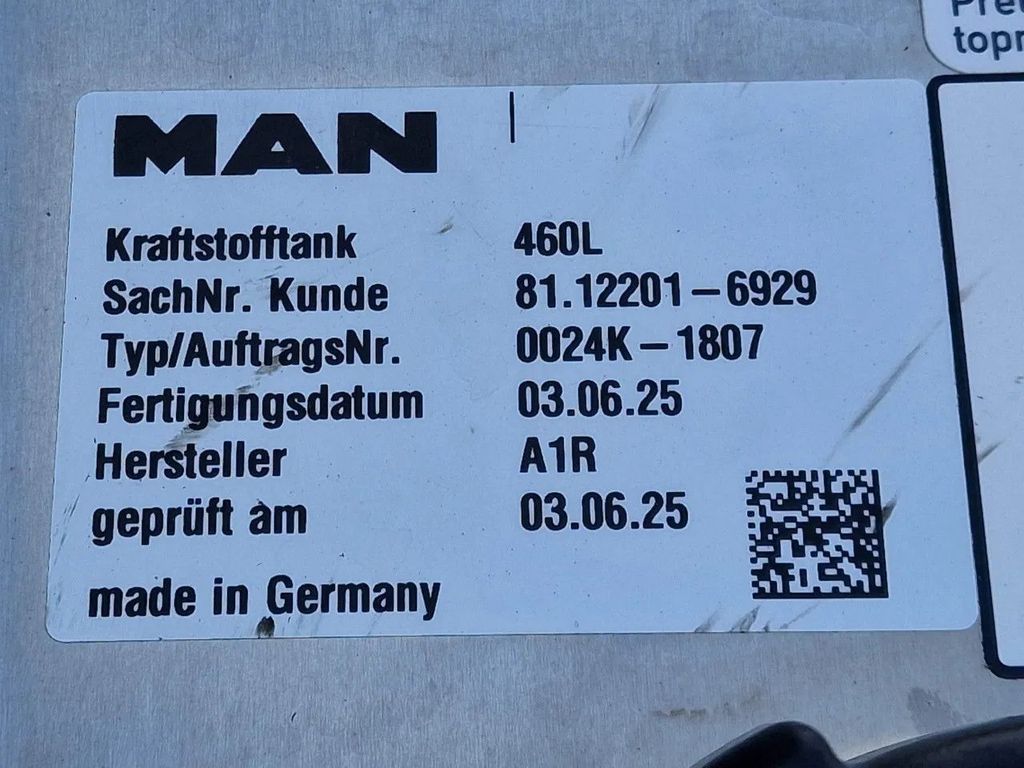 MAN
Kraftstofftank 460L
SachNr. Kunde 81.12201-6929
Typ/AuftragsNr. 0024K-1807
Fertigungsdatum 03.06.25
Hersteller A1R
geprüft am 03.06.25
made in Germany